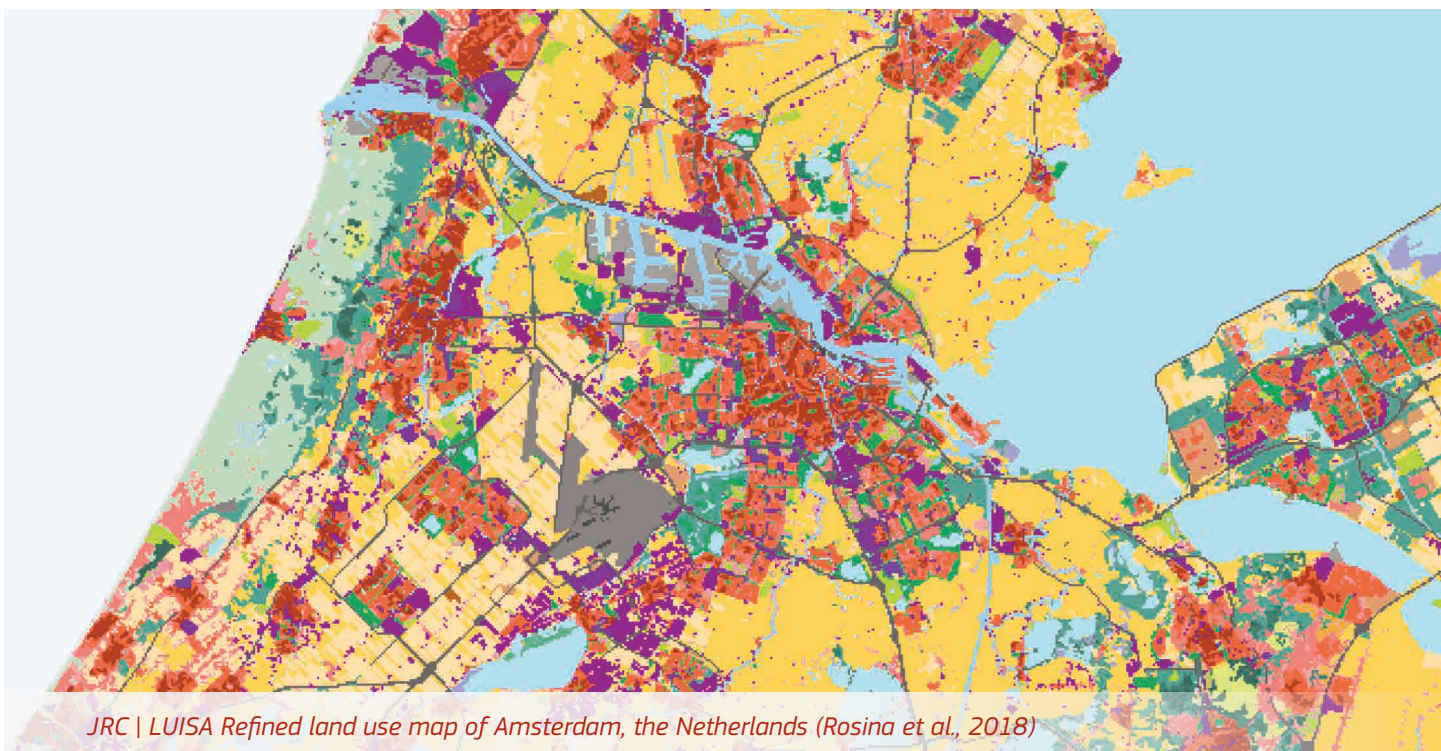 JRC | LUISA Refined land use map of Amsterdam, the Netherlands (Rosina et al., 2018)